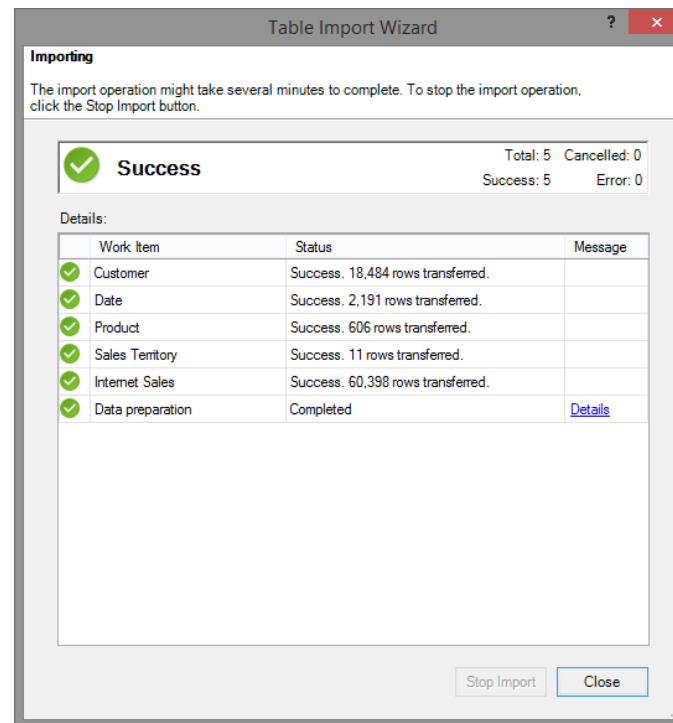 Table Import Wizard
?
Importing
The import operation might take several minutes to complete. To stop the import operation,
click the Stop Import button.
Success
Total: 5 Cancelled: 0
Success: 5 Error: 0
Details:
Work Item Status Message
Customer Success. 18,484 rows transferred.
Date Success. 2,191 rows transferred.
Product Success. 606 rows transferred.
Sales Territory Success. 11 rows transferred.
Internet Sales Success. 60,398 rows transferred.
Data preparation Completed Details
Stop Import Close